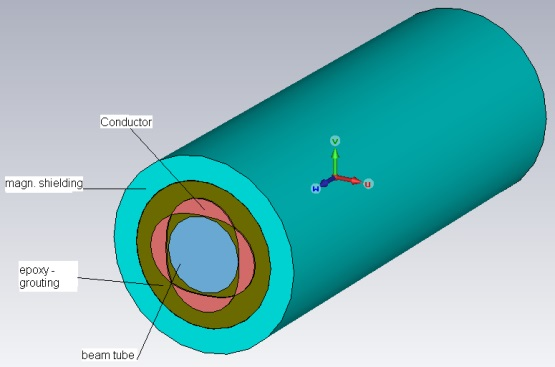 Conductor
magn. shielding
epoxy -
grouting
beam tube
v
u
w